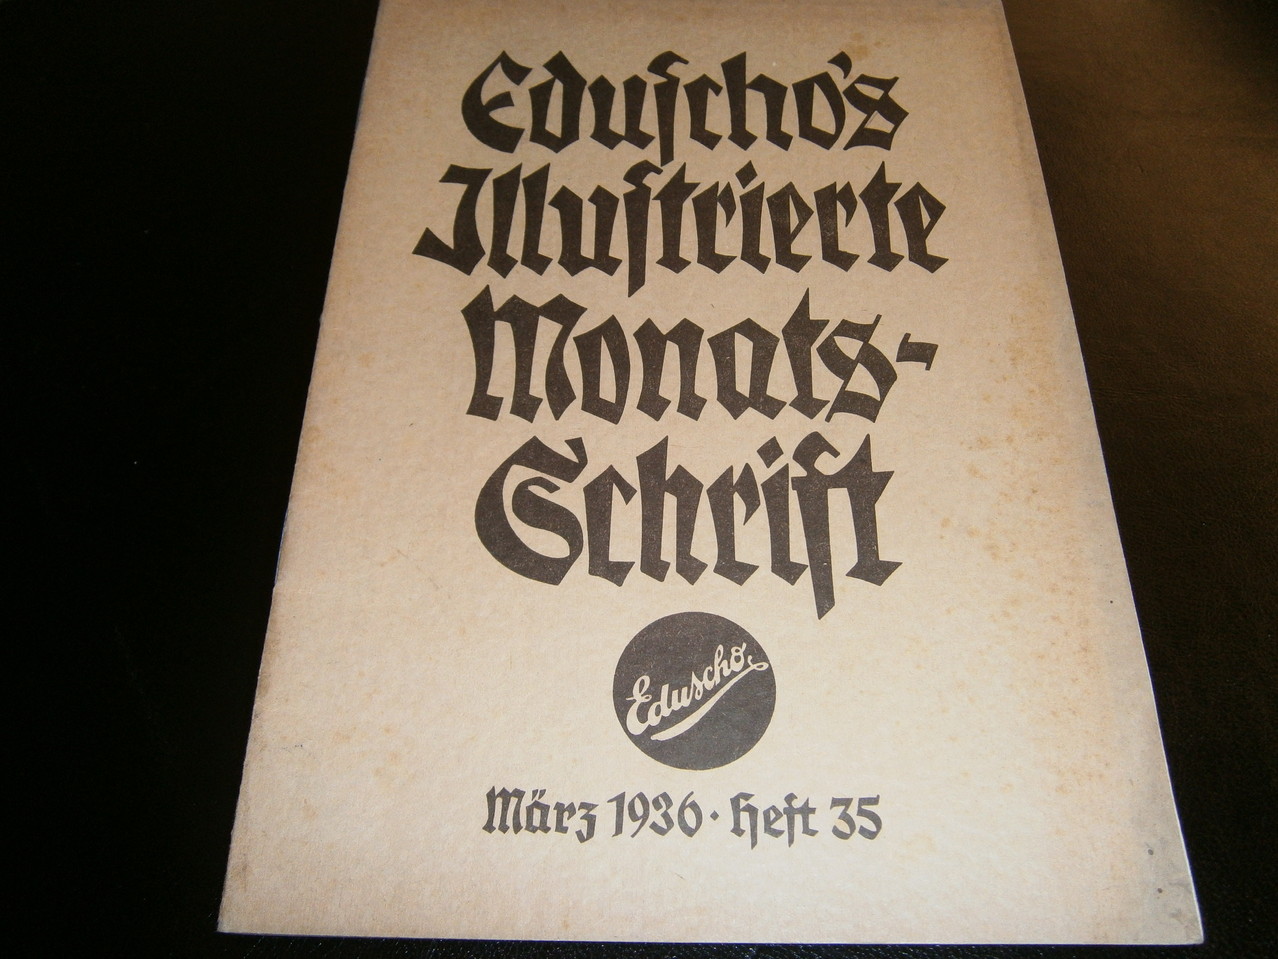 Eduſcho's
Illuſtrierte
Monats-
Schrift
Eduscho
März 1936 · Heft 35